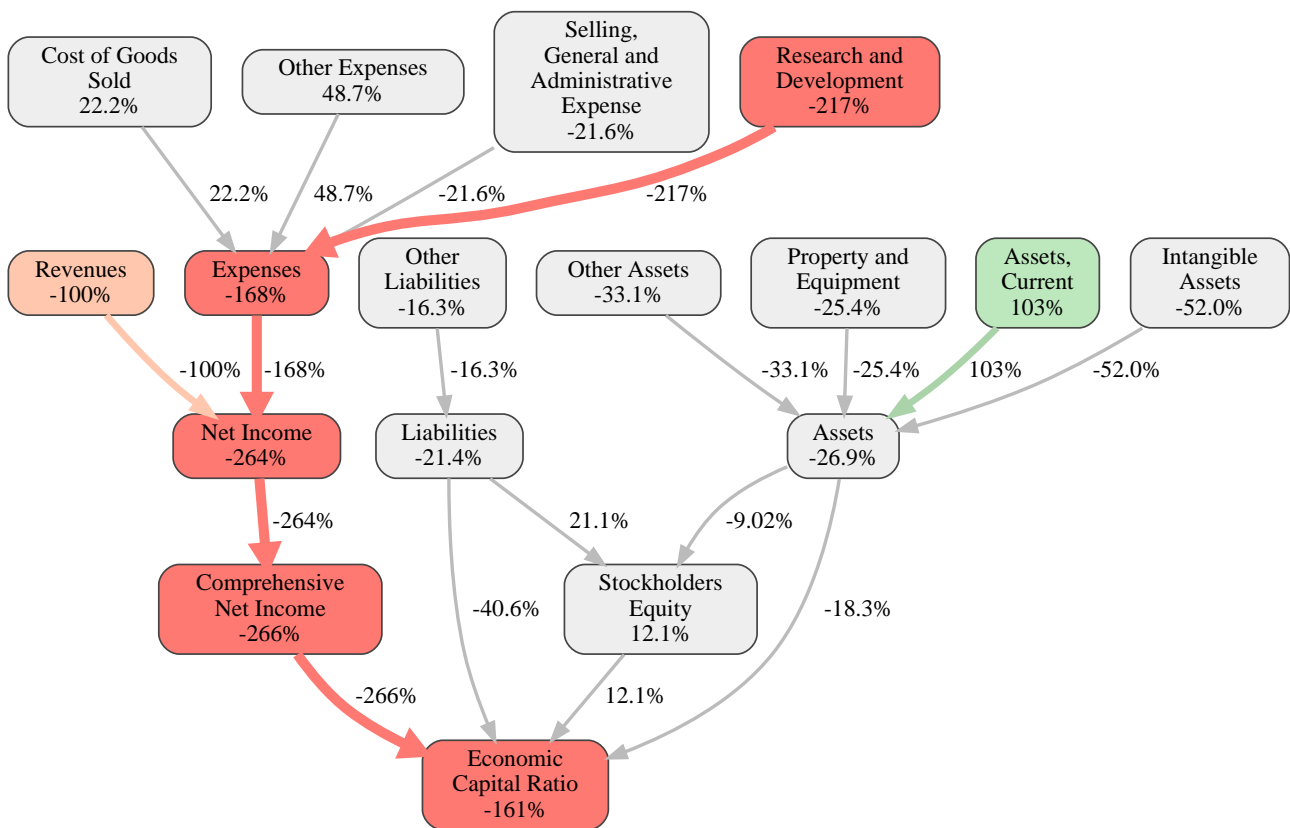 Cost of Goods
Sold
22.2%
Other Expenses
48.7%
Selling,
General and
Administrative
Expense
-21.6%
Research and
Development
-217%
22.2%
48.7%
-21.6%
-217%
Revenues
-100%
Expenses
-168%
Other
Liabilities
-16.3%
Other Assets
-33.1%
Property and
Equipment
-25.4%
Assets,
Current
103%
Intangible
Assets
-52.0%
-100%
-168%
-16.3%
-33.1%
-25.4%
103%
-52.0%
Net Income
-264%
Liabilities
-21.4%
Assets
-26.9%
-264%
21.1%
-9.02%
Comprehensive
Net Income
-266%
-40.6%
Stockholders
Equity
12.1%
-18.3%
-266%
12.1%
Economic
Capital Ratio
-161%